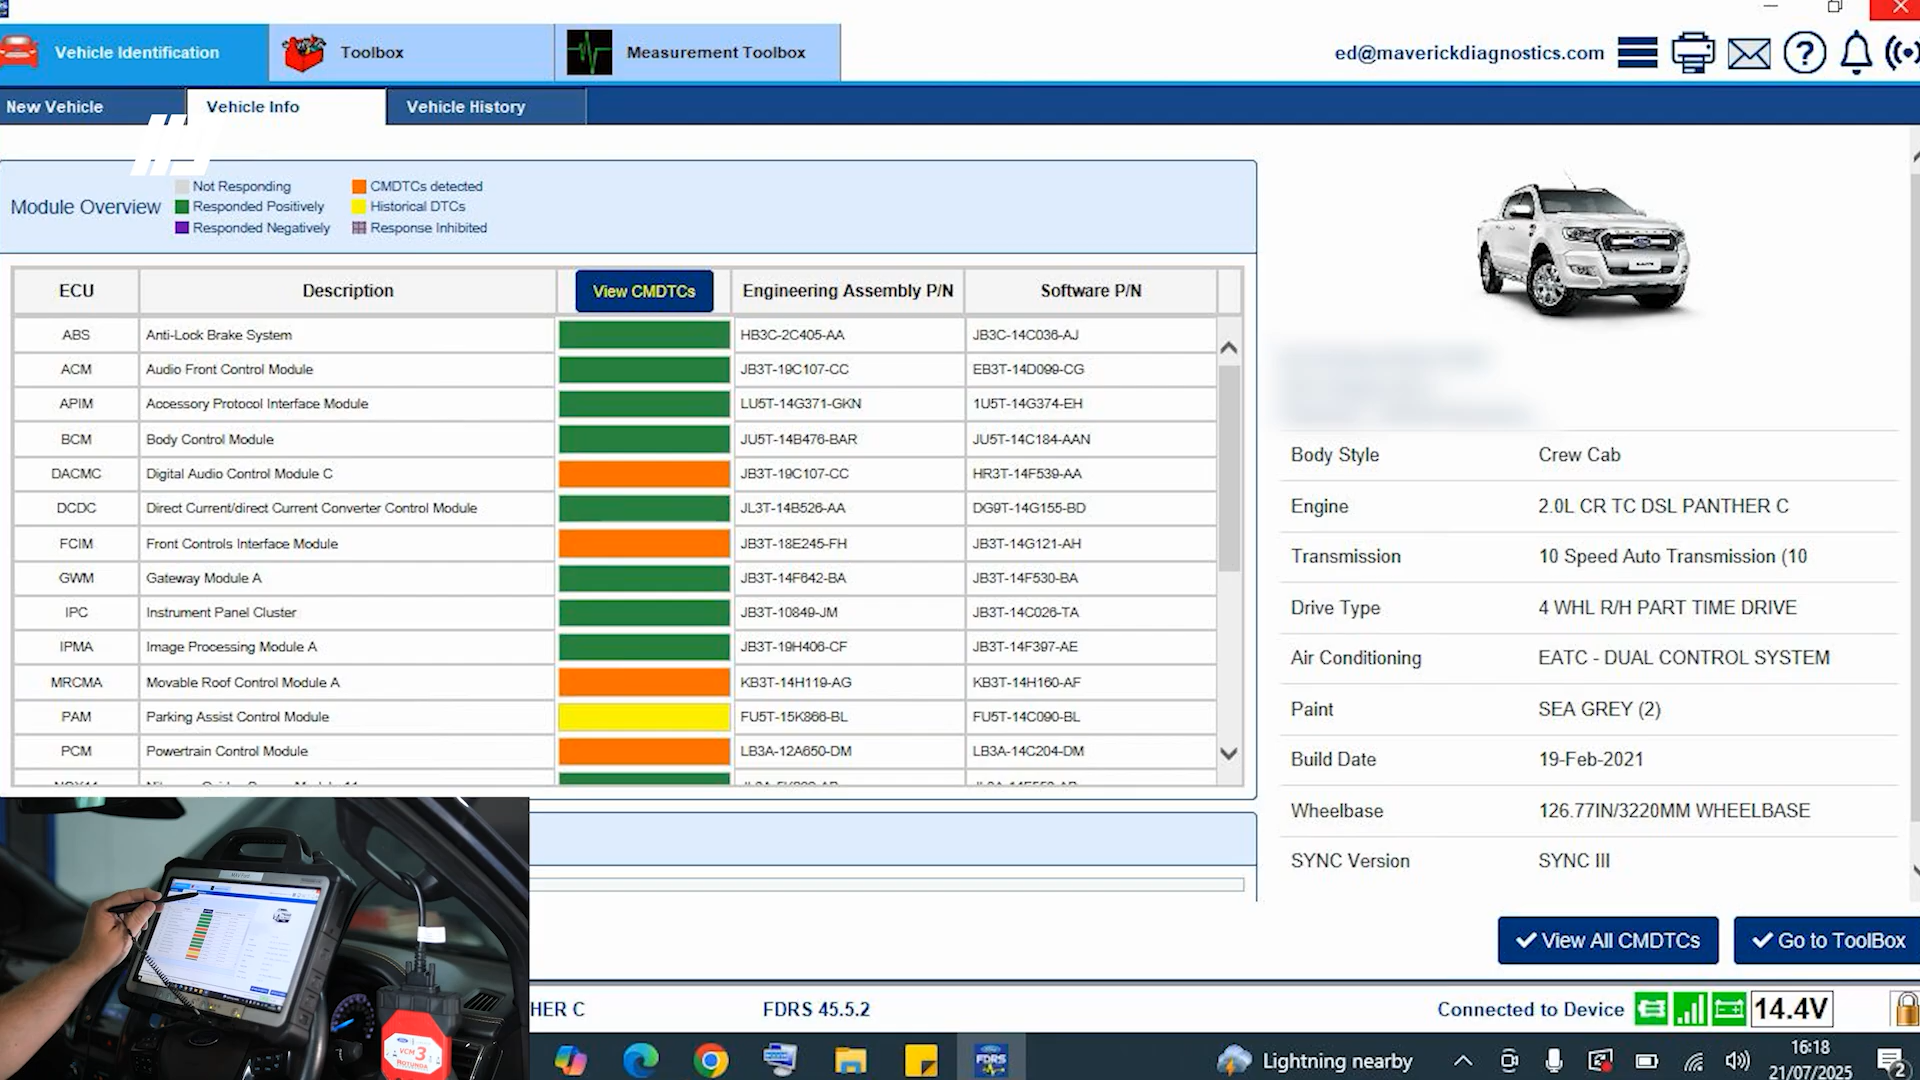 Vehicle Identification
Toolbox
Measurement Toolbox
ed@maverickdiagnostics.com
New Vehicle
Vehicle Info
Vehicle History
Module Overview
Not Responding
CMDTCs detected
Responded Positively
Historical DTCs
Responded Negatively
Response Inhibited
ECU Description View CMDTCs Engineering Assembly P/N Software P/N
ABS Anti-Lock Brake System HB3C-2C405-AA JB3C-14C036-AJ
ACM Audio Front Control Module JB3T-19C107-CC EB3T-14D099-CG
APIM Accessory Protocol Interface Module LU5T-14G371-GKN 1U5T-14G374-EH
BCM Body Control Module JU5T-14B476-BAR JU5T-14C184-AAN
DACMC Digital Audio Control Module C JB3T-19C107-CC HR3T-14F539-AA
DCDC Direct Current/direct Current Converter Control Module JL3T-14B526-AA DG9T-14G155-BD
FCIM Front Controls Interface Module JB3T-18E245-FH JB3T-14G121-AH
GWM Gateway Module A JB3T-14F642-BA JB3T-14F530-BA
IPC Instrument Panel Cluster JB3T-10849-JM JB3T-14C026-TA
IPMA Image Processing Module A JB3T-19H406-CF JB3T-14F397-AE
MRCMA Movable Roof Control Module A KB3T-14H119-AG KB3T-14H160-AF
PAM Parking Assist Control Module FU5T-15K866-BL FU5T-14C090-BL
PCM Powertrain Control Module LB3A-12A650-DM LB3A-14C204-DM
Body Style Crew Cab
Engine 2.0L CR TC DSL PANTHER C
Transmission 10 Speed Auto Transmission (10
Drive Type 4 WHL R/H PART TIME DRIVE
Air Conditioning EATC - DUAL CONTROL SYSTEM
Paint SEA GREY (2)
Build Date 19-Feb-2021
Wheelbase 126.77IN/3220MM WHEELBASE
SYNC Version SYNC III
View All CMDTCs
Go to ToolBox
HER C
FDRS 45.5.2
Connected to Device
14.4V
VCM 3
ROTUNDA
FDRS
Lightning nearby
16:18
21/07/2025
2